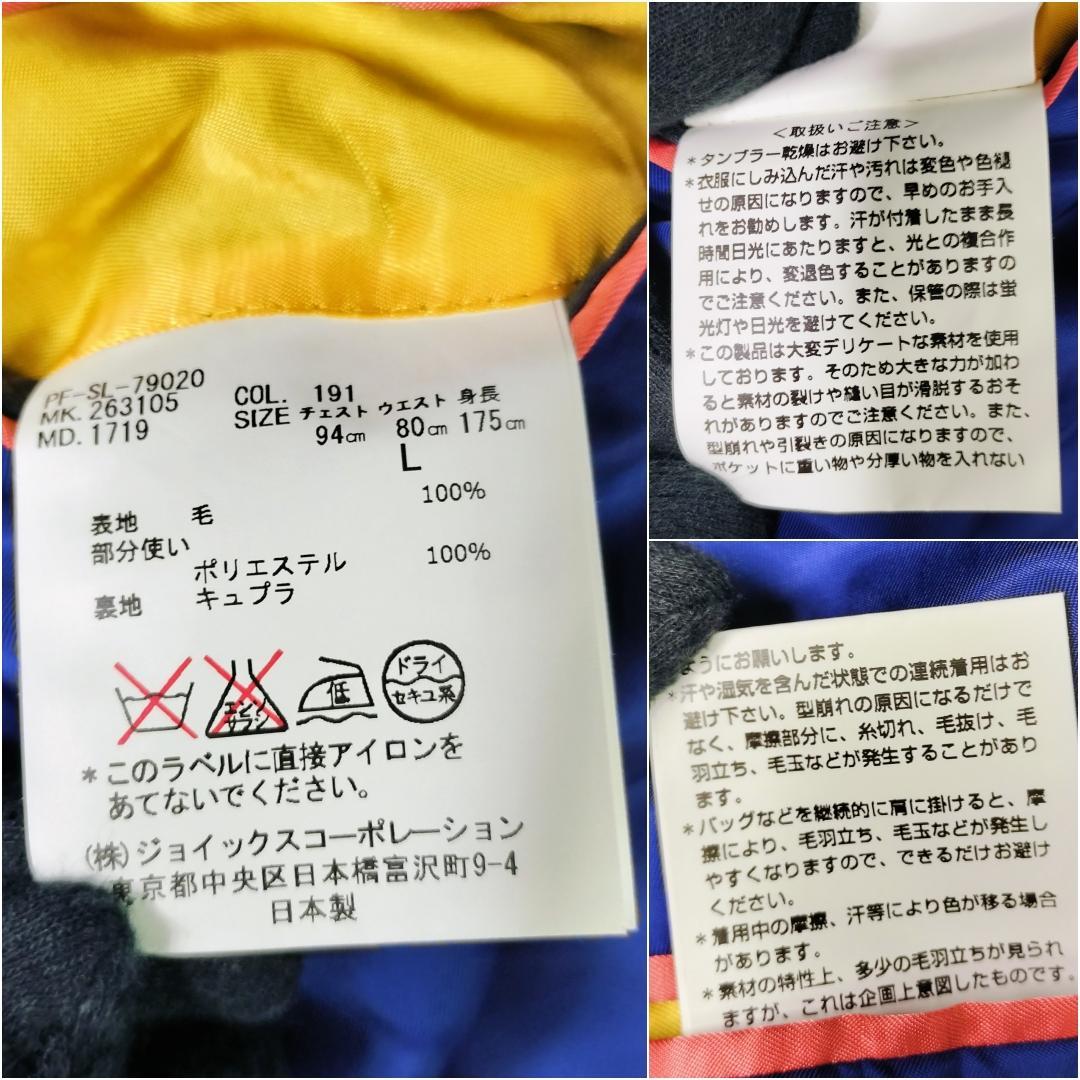 PF-SL-79020
MK. 263105
MD. 1719
COL. 191
SIZE チェスト ウエスト 身長
94cm 80cm 175cm
L
表地 毛 100%
部分使い
ポリエステル 100%
裏地 キュプラ
エンソ
サラシ
低
ドライ
セキユ系
*このラベルに直接アイロンを
あてないでください。
(株)ジョイックスコーポレーション
東京都中央区日本橋富沢町9-4
日本製
<取扱いご注意>
*タンブラー乾燥はお避け下さい。
*衣服にしみ込んだ汗や汚れは変色や色褪
せの原因になりますので、早めのお手入
れをお勧めします。汗が付着したまま長
時間日光にあたりますと、光との複合作
用により、変退色することがありますの
でご注意ください。また、保管の際は蛍
光灯や日光を避けてください。
*この製品は大変デリケートな素材を使用
しております。そのため大きな力が加わ
ると素材の裂けや縫い目が滑脱するおそ
れがありますのでご注意ください。また、
型崩れや引裂きの原因になりますので、
ポケットに重い物や分厚い物を入れない
ようにお願いします。
*汗や湿気を含んだ状態での連続着用はお
避け下さい。型崩れの原因になるだけで
なく、摩擦部分に、糸切れ、毛抜け、毛
羽立ち、毛玉などが発生することがあり
ます。
*バッグなどを継続的に肩に掛けると、摩
擦により、毛羽立ち、毛玉などが発生し
やすくなりますので、できるだけお避け
ください。
*着用中の摩擦、汗等により色が移る場合
があります。
*素材の特性上、多少の毛羽立ちが見られ
ますが、これは企画上意図したものです。